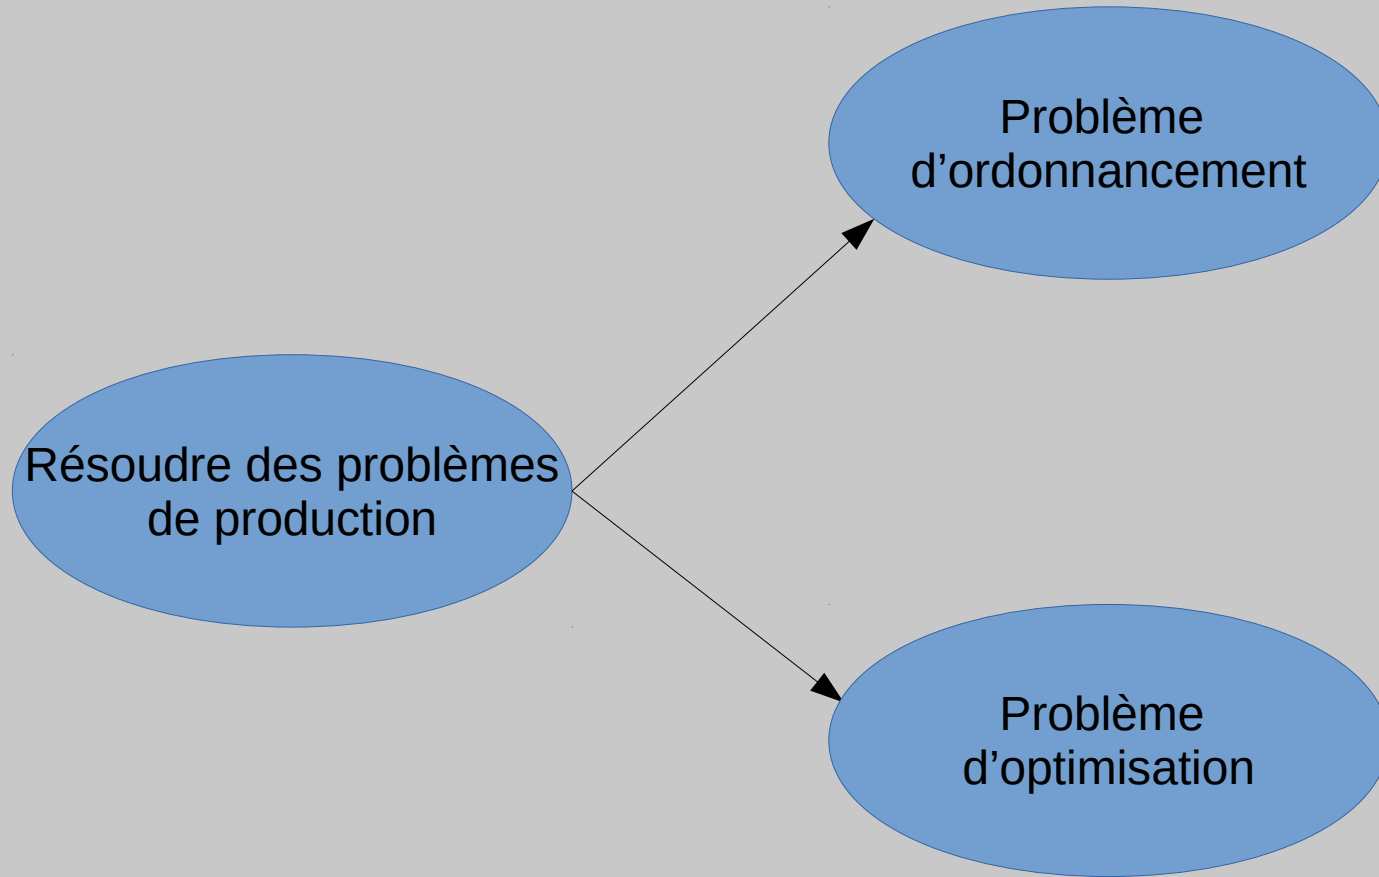 Problème
d’ordonnancement
Résoudre des problèmes
de production
Problème
d’optimisation